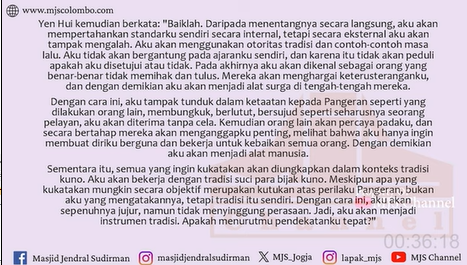 www.mjscolombo.com
Yen Hui kemudian berkata: "Baiklah. Daripada menentangnya secara langsung, aku akan
mempertahankan standarku sendiri secara internal, tetapi secara eksternal aku akan
tampak mengalah. Aku akan menggunakan otoritas tradisi dan contoh-contoh masa
lalu. Aku tidak akan bergantung pada ajaranku sendiri, dan karena itu tidak akan peduli
apakah aku disetujui atau tidak. Pada akhirnya aku akan dikenal sebagai orang yang
benar-benar tidak memihak dan tulus. Mereka akan menghargai keterusteranganku,
dan dengan demikian aku akan menjadi alat surga di tengah-tengah mereka.
Dengan cara ini, aku tampak tunduk dalam ketaatan kepada Pangeran seperti yang
dilakukan orang lain, membungkuk, berlutut, bersujud seperti seharusnya seorang
pelayan, aku akan diterima tanpa cela. Kemudian orang lain akan percaya padaku, dan
secara bertahap mereka akan menganggapku penting, melihat bahwa aku hanya ingin
membuat diriku berguna dan bekerja untuk kebaikan semua orang. Dengan demikian
aku akan menjadi alat manusia.
Sementara itu, semua yang ingin kukatakan akan diungkapkan dalam konteks tradisi
kuno. Aku akan bekerja dengan tradisi suci para bijak kuno. Meskipun apa yang
kukatakan mungkin secara objektif merupakan kutukan atas perilaku Pangeran, bukan
aku yang mengatakannya, tetapi tradisi itu sendiri. Dengan cara ini, aku akan
sepenuhnya jujur, namun tidak menyinggung perasaan. Jadi, aku akan menjadi
instrumen tradisi. Apakah menurutmu pendekatanku tepat?"
Channel
00:36:18
Masjid Jendral Sudirman masjidjendralsudirman MJS_Jogja lapak_mjs MJS Channel